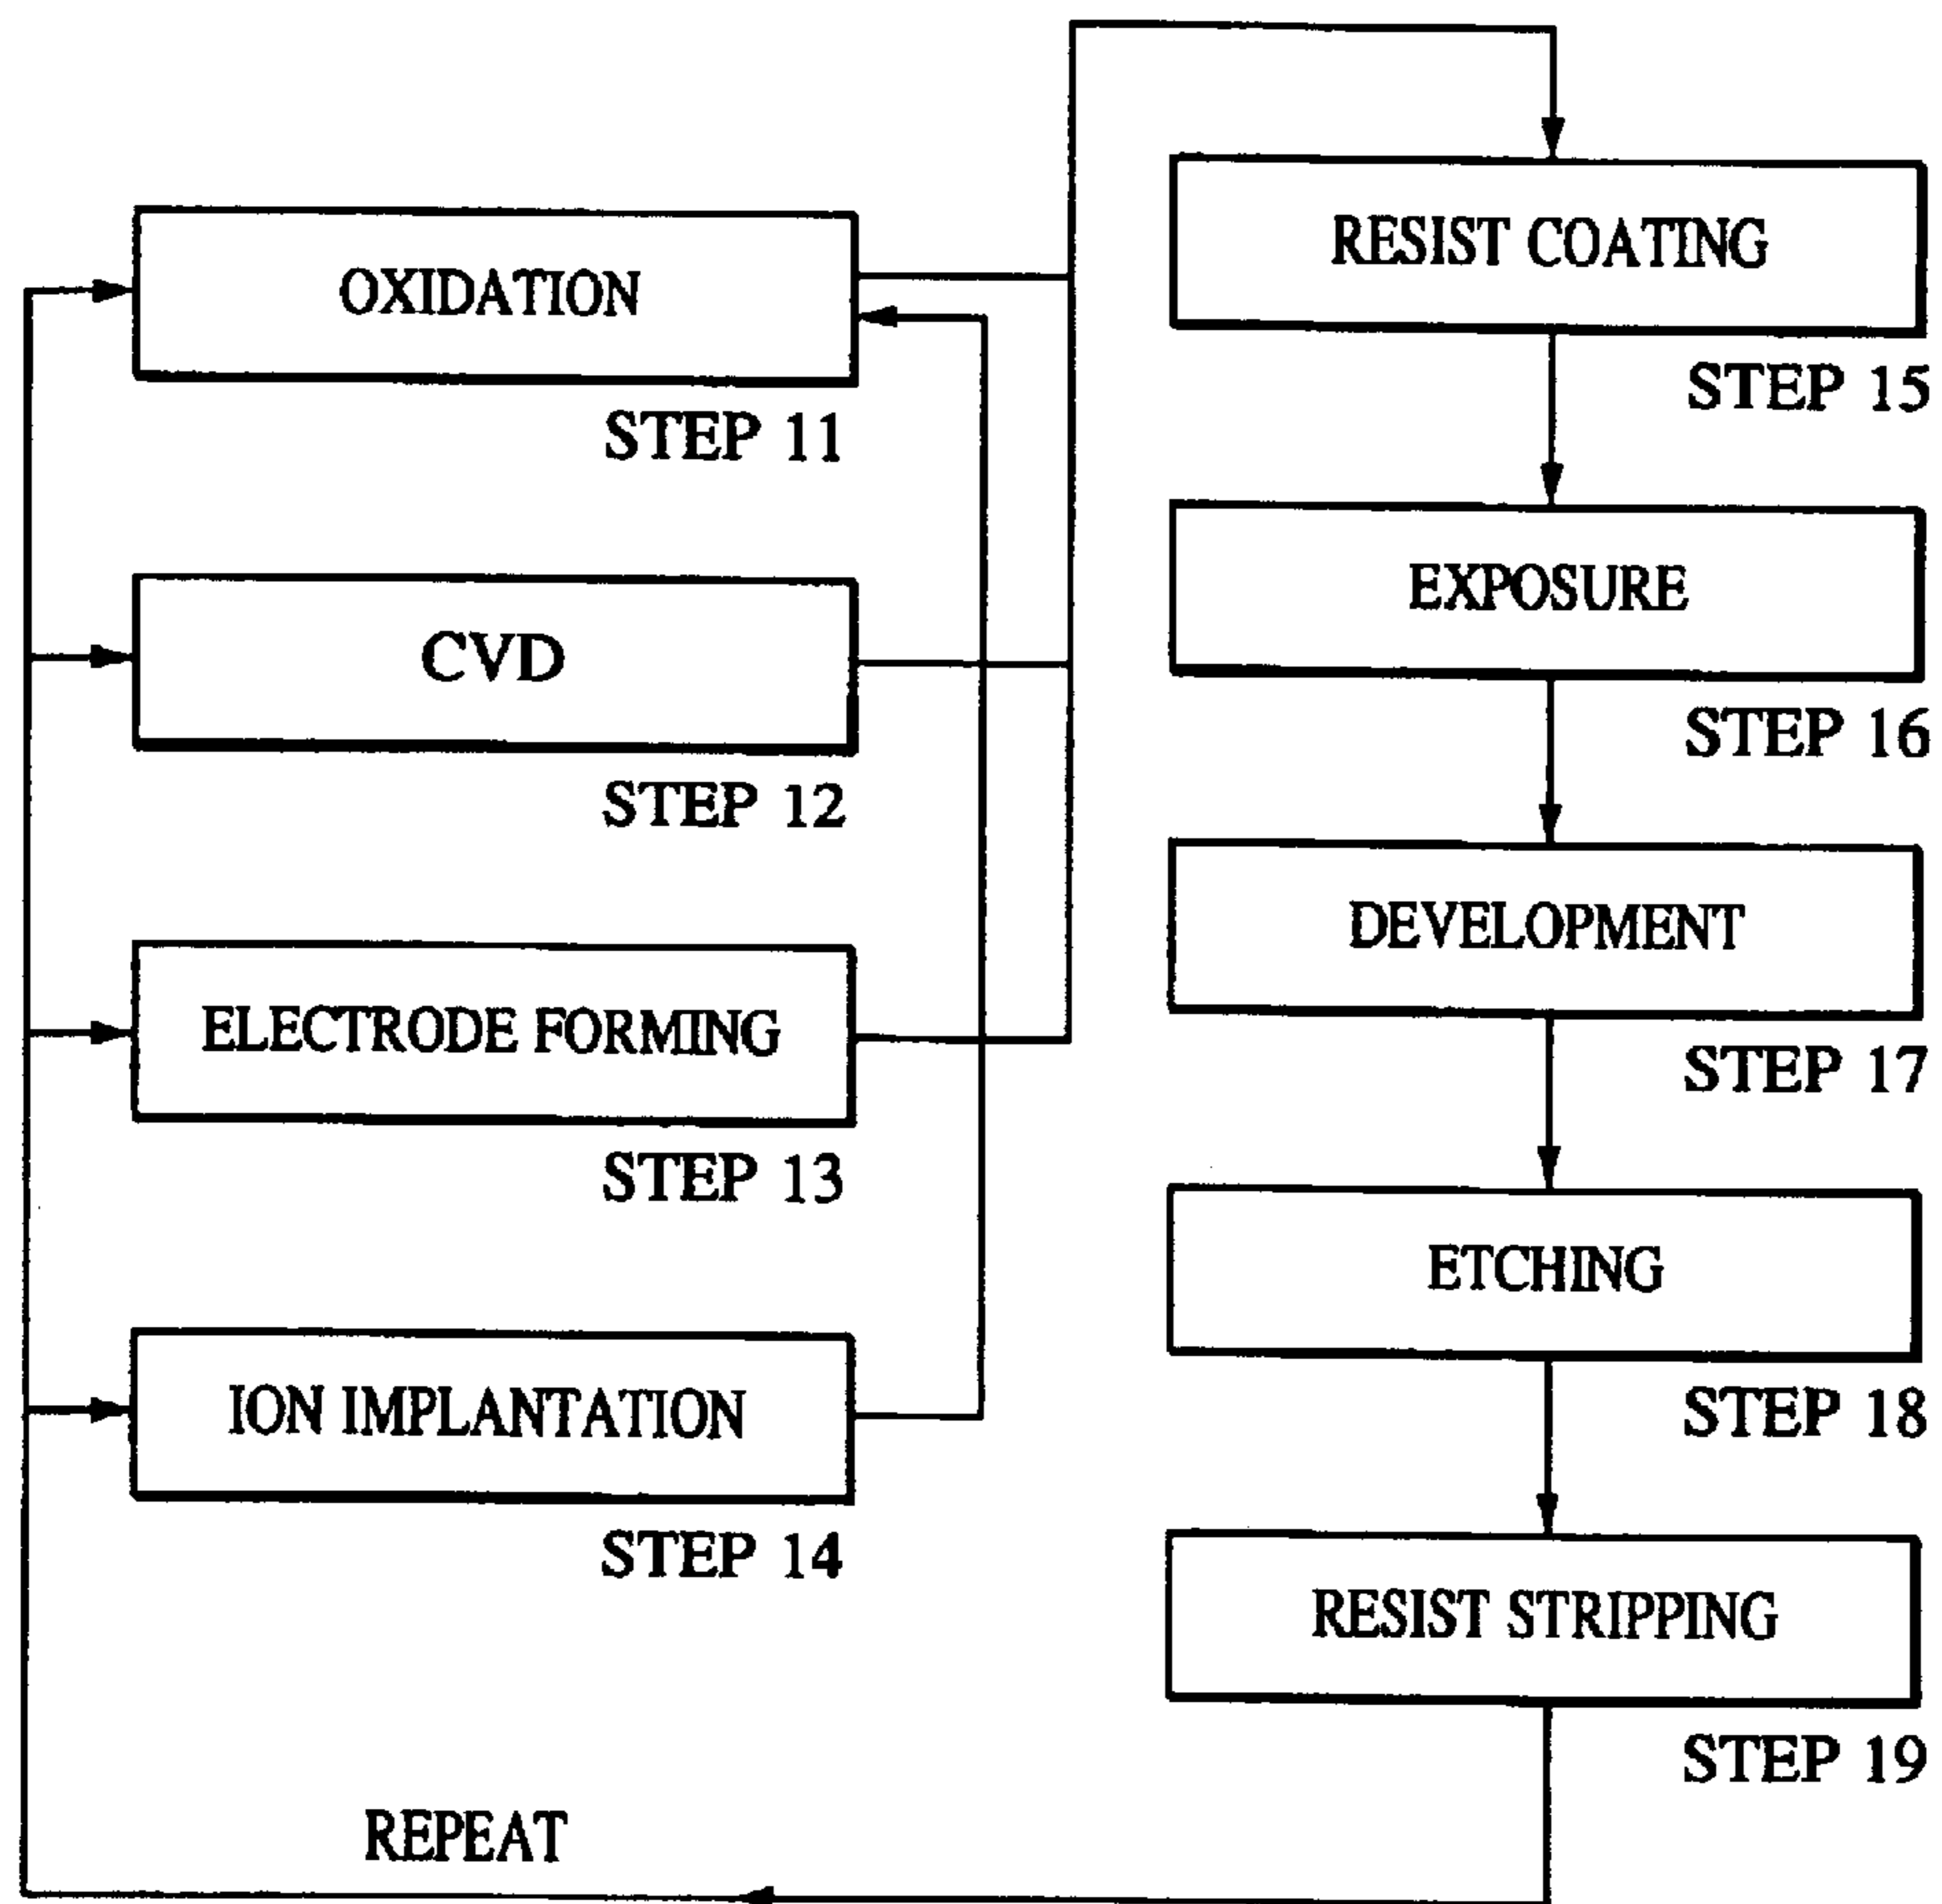 OXIDATION
STEP 11
CVD
STEP 12
ELECTRODE FORMING
STEP 13
ION IMPLANTATION
STEP 14
RESIST COATING
STEP 15
EXPOSURE
STEP 16
DEVELOPMENT
STEP 17
ETCHING
STEP 18
RESIST STRIPPING
STEP 19
REPEAT